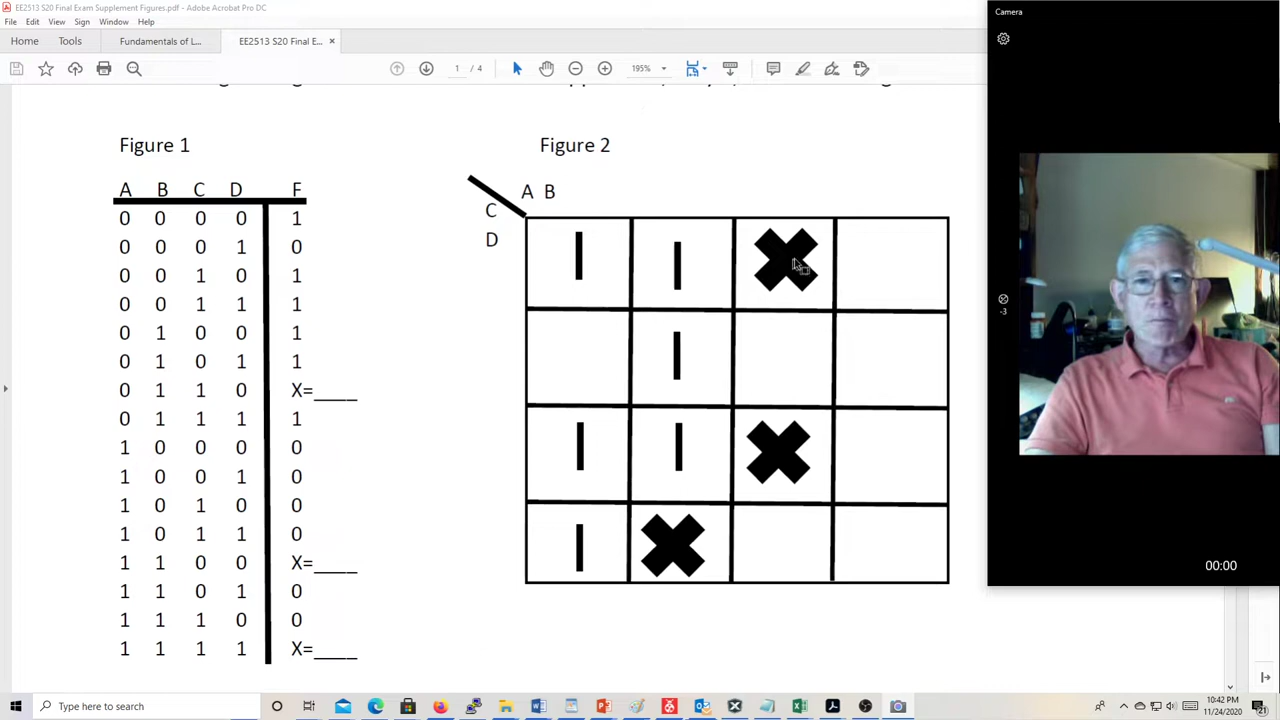 EE2513 S20 Final Exam Supplement Figures.pdf - Adobe Acrobat Pro DC
File Edit View Sign Window Help
Home Tools Fundamentals of L... EE2513 S20 Final E... ×
1 / 4 195%
Camera
Figure 1
Figure 2
A B C D F
0 0 0 0 1
0 0 0 1 0
0 0 1 0 1
0 0 1 1 1
0 1 0 0 1
0 1 0 1 1
0 1 1 0 X=____
0 1 1 1 1
1 0 0 0 0
1 0 0 1 0
1 0 1 0 0
1 0 1 1 0
1 1 0 0 X=____
1 1 0 1 0
1 1 1 0 0
1 1 1 1 X=____
A B
C
D
-3
00:00
Type here to search
10:42 PM
11/24/2020
21